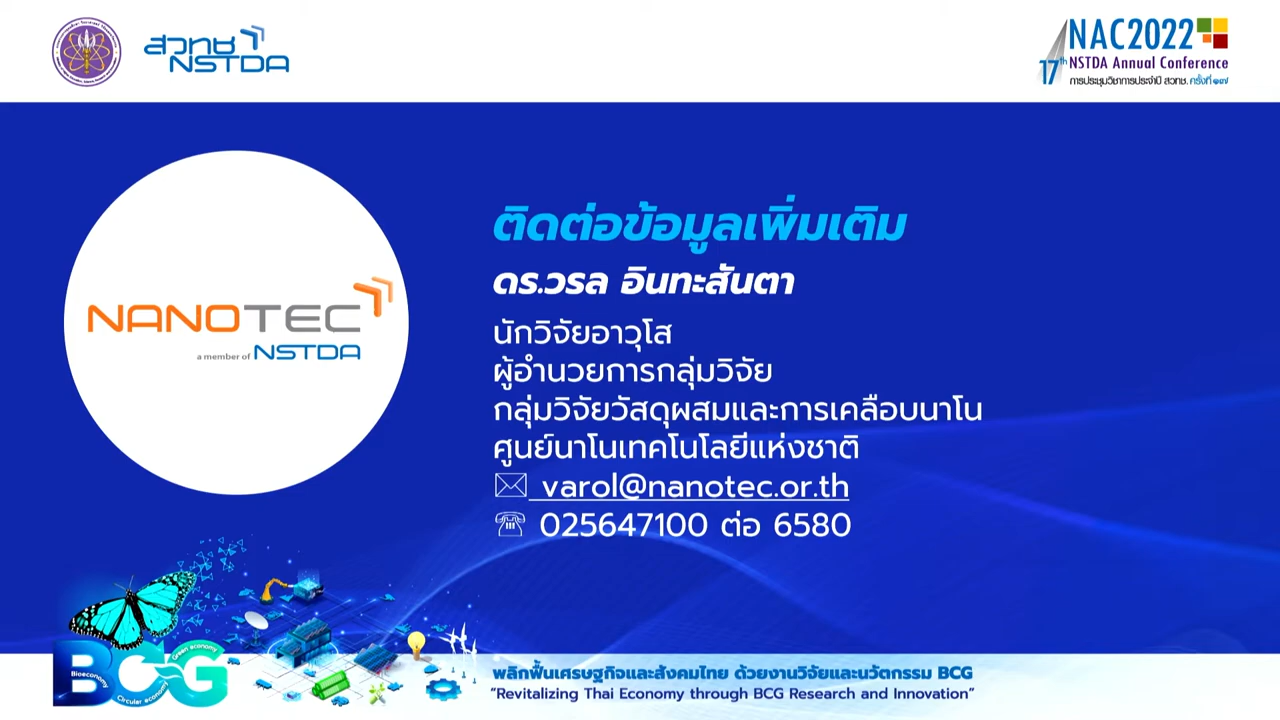 สวทช
NSTDA
NAC2022
17th NSTDA Annual Conference
การประชุมวิชาการประจำปี สวทช. ครั้งที่ ๑๗
NANOTEC
a member of NSTDA
ติดต่อข้อมูลเพิ่มเติม
ดร.วรล อินทะสันตา
นักวิจัยอาวุโส
ผู้อำนวยการกลุ่มวิจัย
กลุ่มวิจัยวัสดุผสมและการเคลือบนาโน
ศูนย์นาโนเทคโนโลยีแห่งชาติ
varol@nanotec.or.th
025647100 ต่อ 6580
BCG
Bioeconomy
Circular economy
Green economy
พลิกฟื้นเศรษฐกิจและสังคมไทย ด้วยงานวิจัยและนวัตกรรม BCG
“Revitalizing Thai Economy through BCG Research and Innovation”